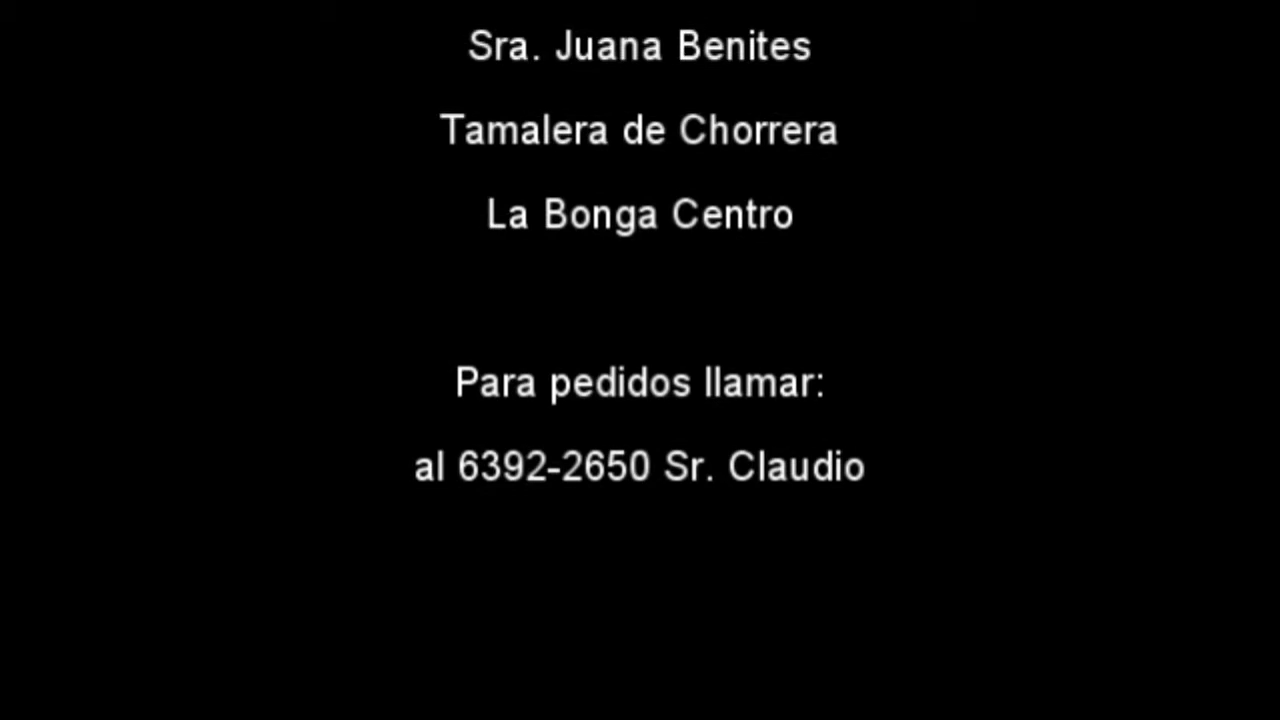 Sra. Juana Benites
Tamalera de Chorrera
La Bonga Centro
Para pedidos llamar:
al 6392-2650 Sr. Claudio